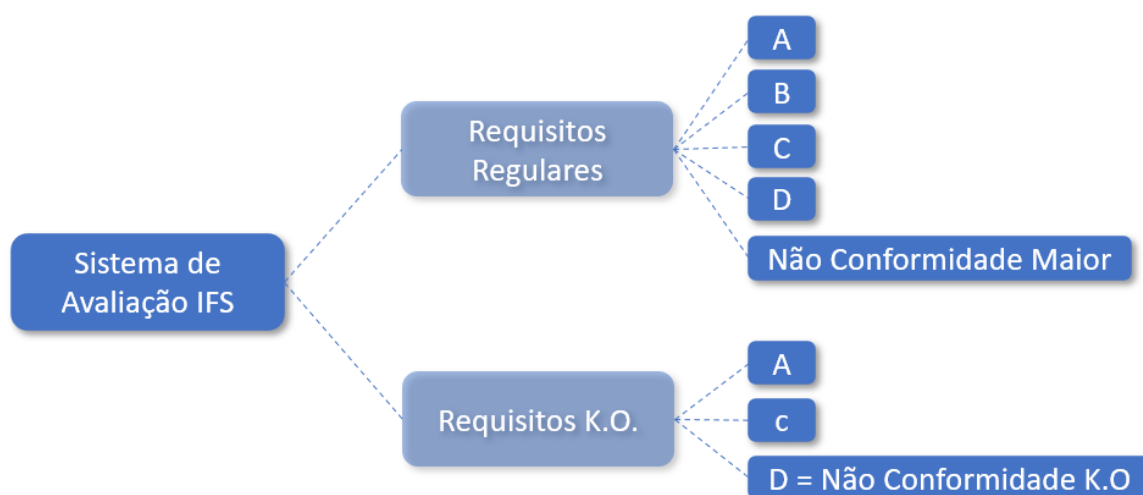 Sistema de
Avaliação IFS
Requisitos
Regulares
A
B
C
D
Não Conformidade Maior
Requisitos K.O.
A
c
D = Não Conformidade K.O